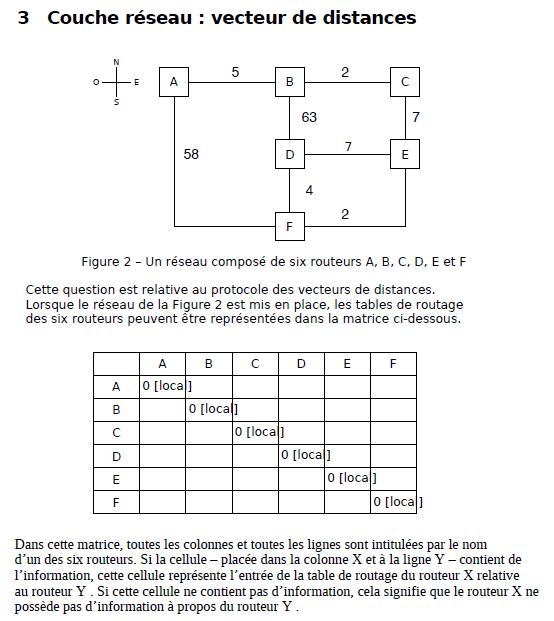 3 Couche réseau : vecteur de distances
N
O E
S
A 5 B 2 C
63 7
58 D 7 E
4
2
F
Figure 2 – Un réseau composé de six routeurs A, B, C, D, E et F
Cette question est relative au protocole des vecteurs de distances.
Lorsque le réseau de la Figure 2 est mis en place, les tables de routage
des six routeurs peuvent être représentées dans la matrice ci-dessous.
A B C D E F
A 0 [local]
B 0 [local]
C 0 [local]
D 0 [local]
E 0 [local]
F 0 [local]
Dans cette matrice, toutes les colonnes et toutes les lignes sont intitulées par le nom
d’un des six routeurs. Si la cellule – placée dans la colonne X et à la ligne Y – contient de
l’information, cette cellule représente l’entrée de la table de routage du routeur X relative
au routeur Y . Si cette cellule ne contient pas d’information, cela signifie que le routeur X ne
possède pas d’information à propos du routeur Y .